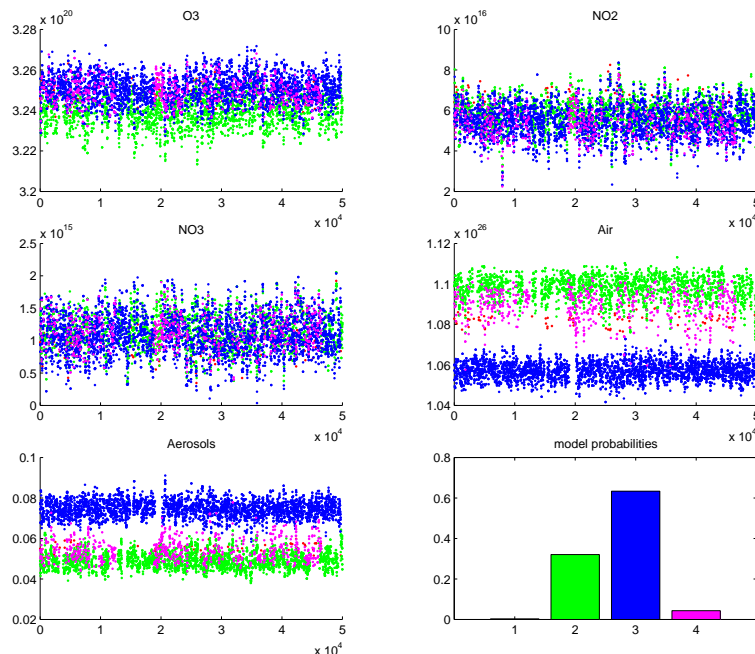 O3
x 10^20
3.28
3.26
3.24
3.22
3.2
0 1 2 3 4 5
x 10^4
NO2
x 10^16
10
8
6
4
2
0 1 2 3 4 5
x 10^4
NO3
x 10^15
2.5
2
1.5
1
0.5
0
0 1 2 3 4 5
x 10^4
Air
x 10^26
1.12
1.1
1.08
1.06
1.04
0 1 2 3 4 5
x 10^4
Aerosols
0.1
0.08
0.06
0.04
0.02
0 1 2 3 4 5
x 10^4
model probabilities
0.8
0.6
0.4
0.2
0
1 2 3 4